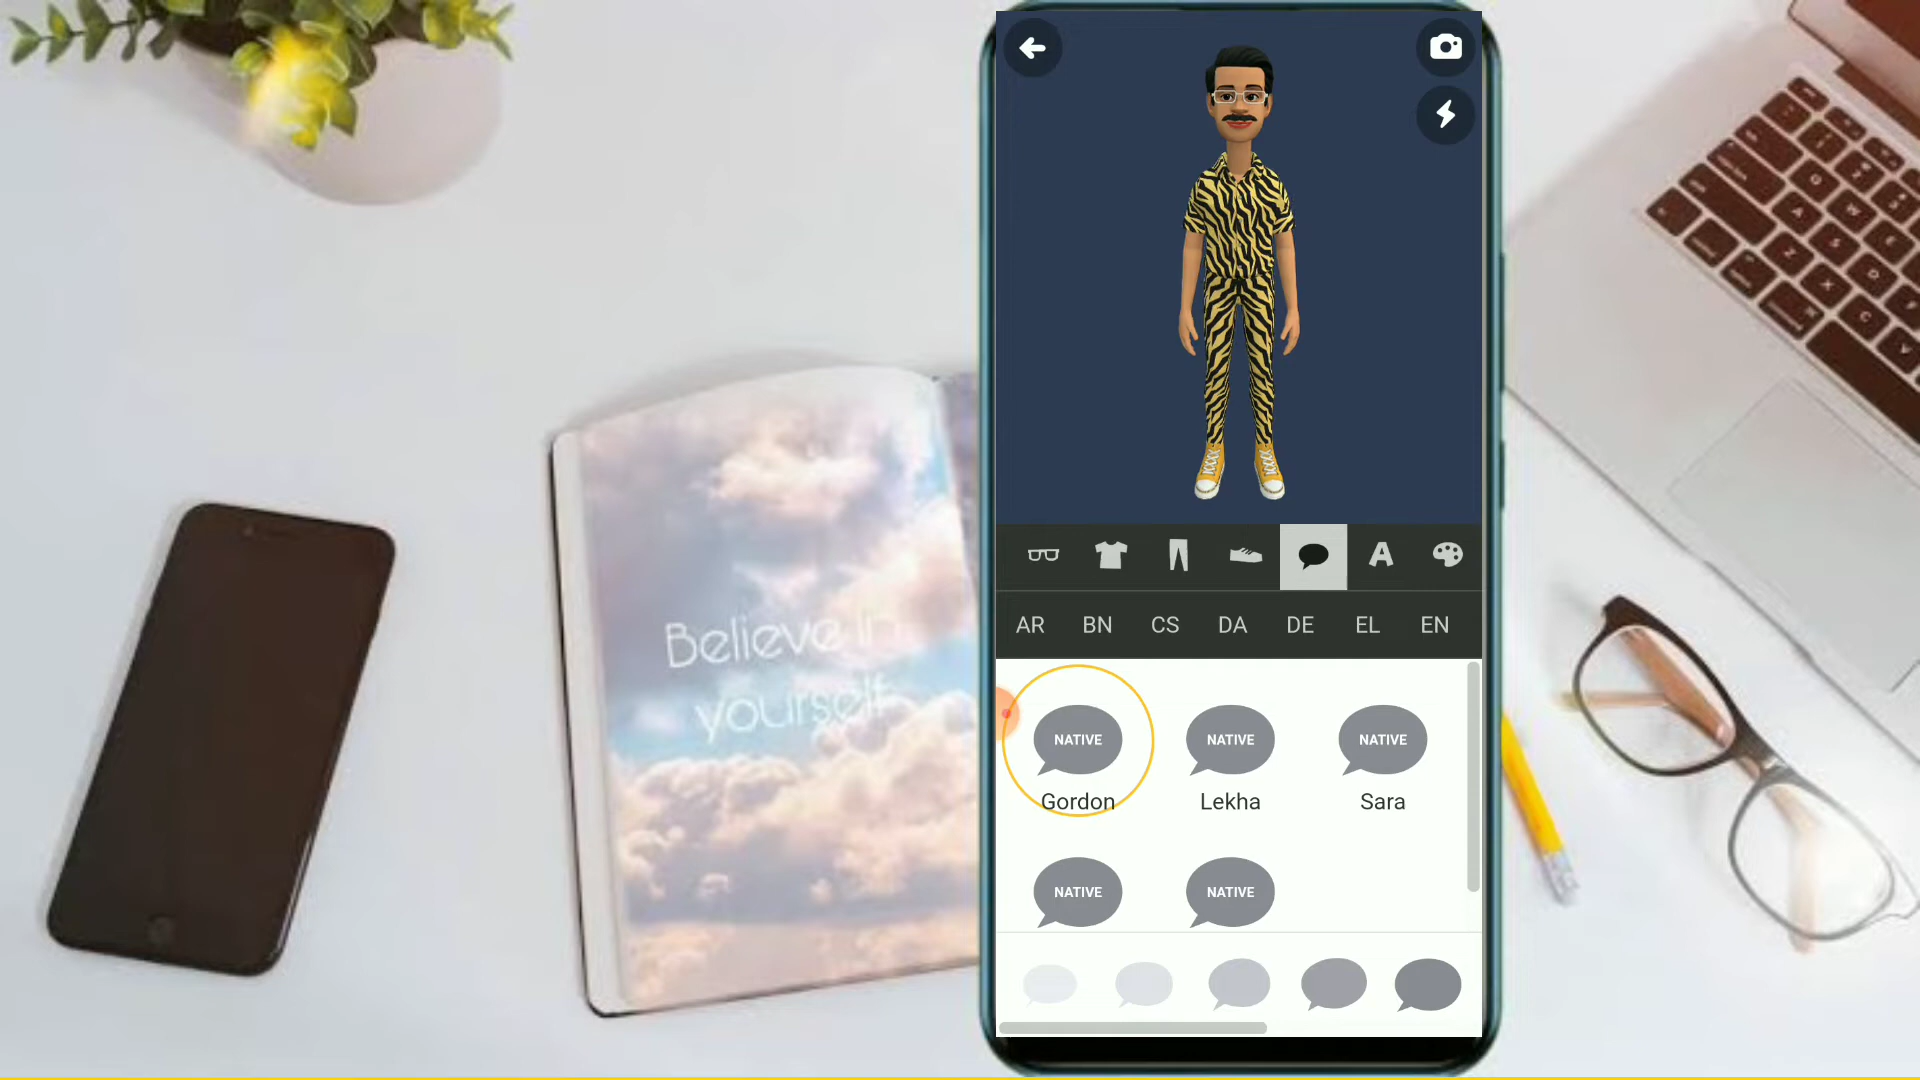 Believe in
yourself
A
AR BN CS DA DE EL EN
NATIVE NATIVE NATIVE
Gordon Lekha Sara
NATIVE NATIVE